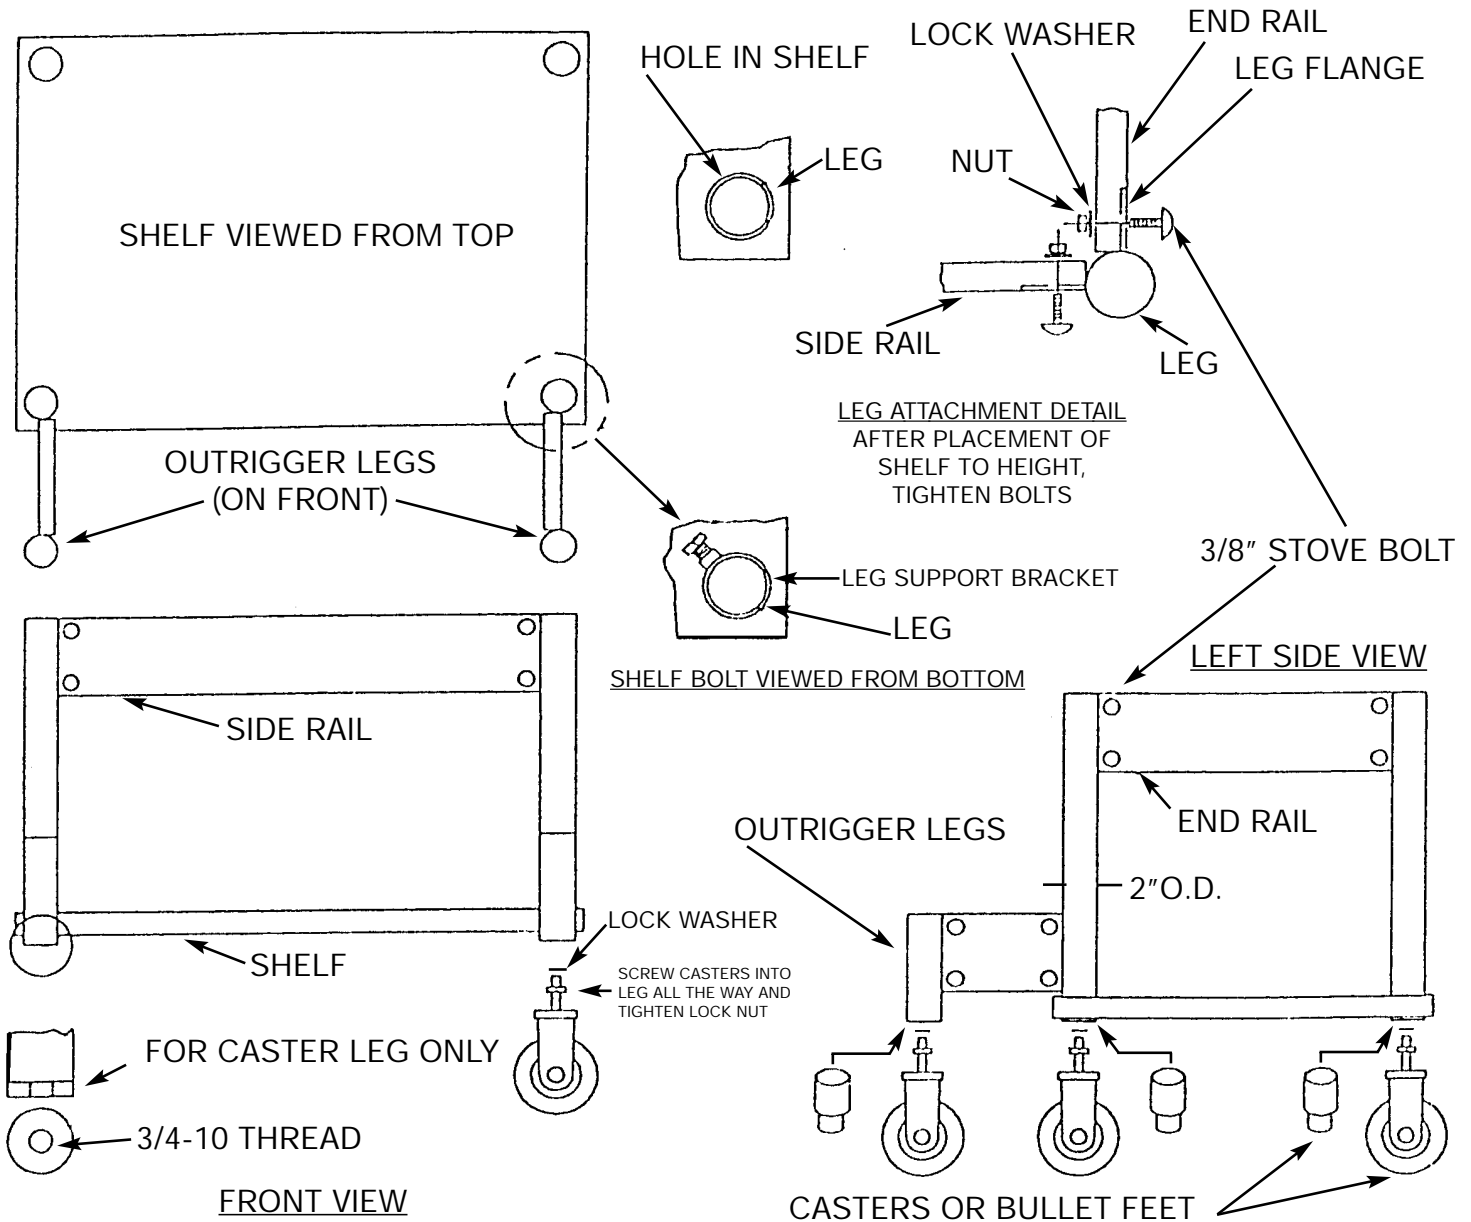 HOLE IN SHELF
LEG
SHELF VIEWED FROM TOP
OUTRIGGER LEGS
(ON FRONT)
LOCK WASHER
END RAIL
LEG FLANGE
NUT
SIDE RAIL
LEG
LEG ATTACHMENT DETAIL
AFTER PLACEMENT OF
SHELF TO HEIGHT,
TIGHTEN BOLTS
3/8" STOVE BOLT
LEG SUPPORT BRACKET
LEG
SHELF BOLT VIEWED FROM BOTTOM
SIDE RAIL
SHELF
LOCK WASHER
SCREW CASTERS INTO
LEG ALL THE WAY AND
TIGHTEN LOCK NUT
FOR CASTER LEG ONLY
3/4-10 THREAD
FRONT VIEW
LEFT SIDE VIEW
END RAIL
OUTRIGGER LEGS
2"O.D.
CASTERS OR BULLET FEET